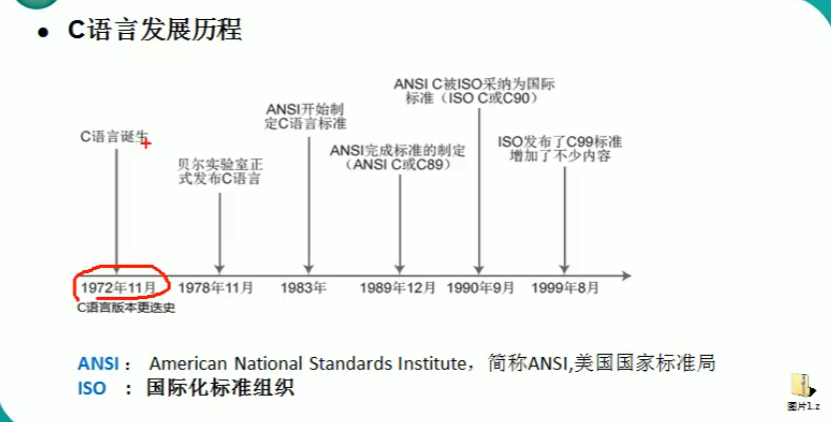 C语言发展历程
ANSI C被ISO采纳为国际
标准（ISO C或C90）
ANSI开始制
定C语言标准
C语言诞生
ISO发布了C99标准
增加了不少内容
ANSI完成标准的制定
（ANSI C或C89）
贝尔实验室正
式发布C语言
1972年11月
1978年11月
1983年
1989年12月
1990年9月
1999年8月
C语言版本更迭史
ANSI： American National Standards Institute，简称ANSI,美国国家标准局
ISO ：国际化标准组织
图片1.z